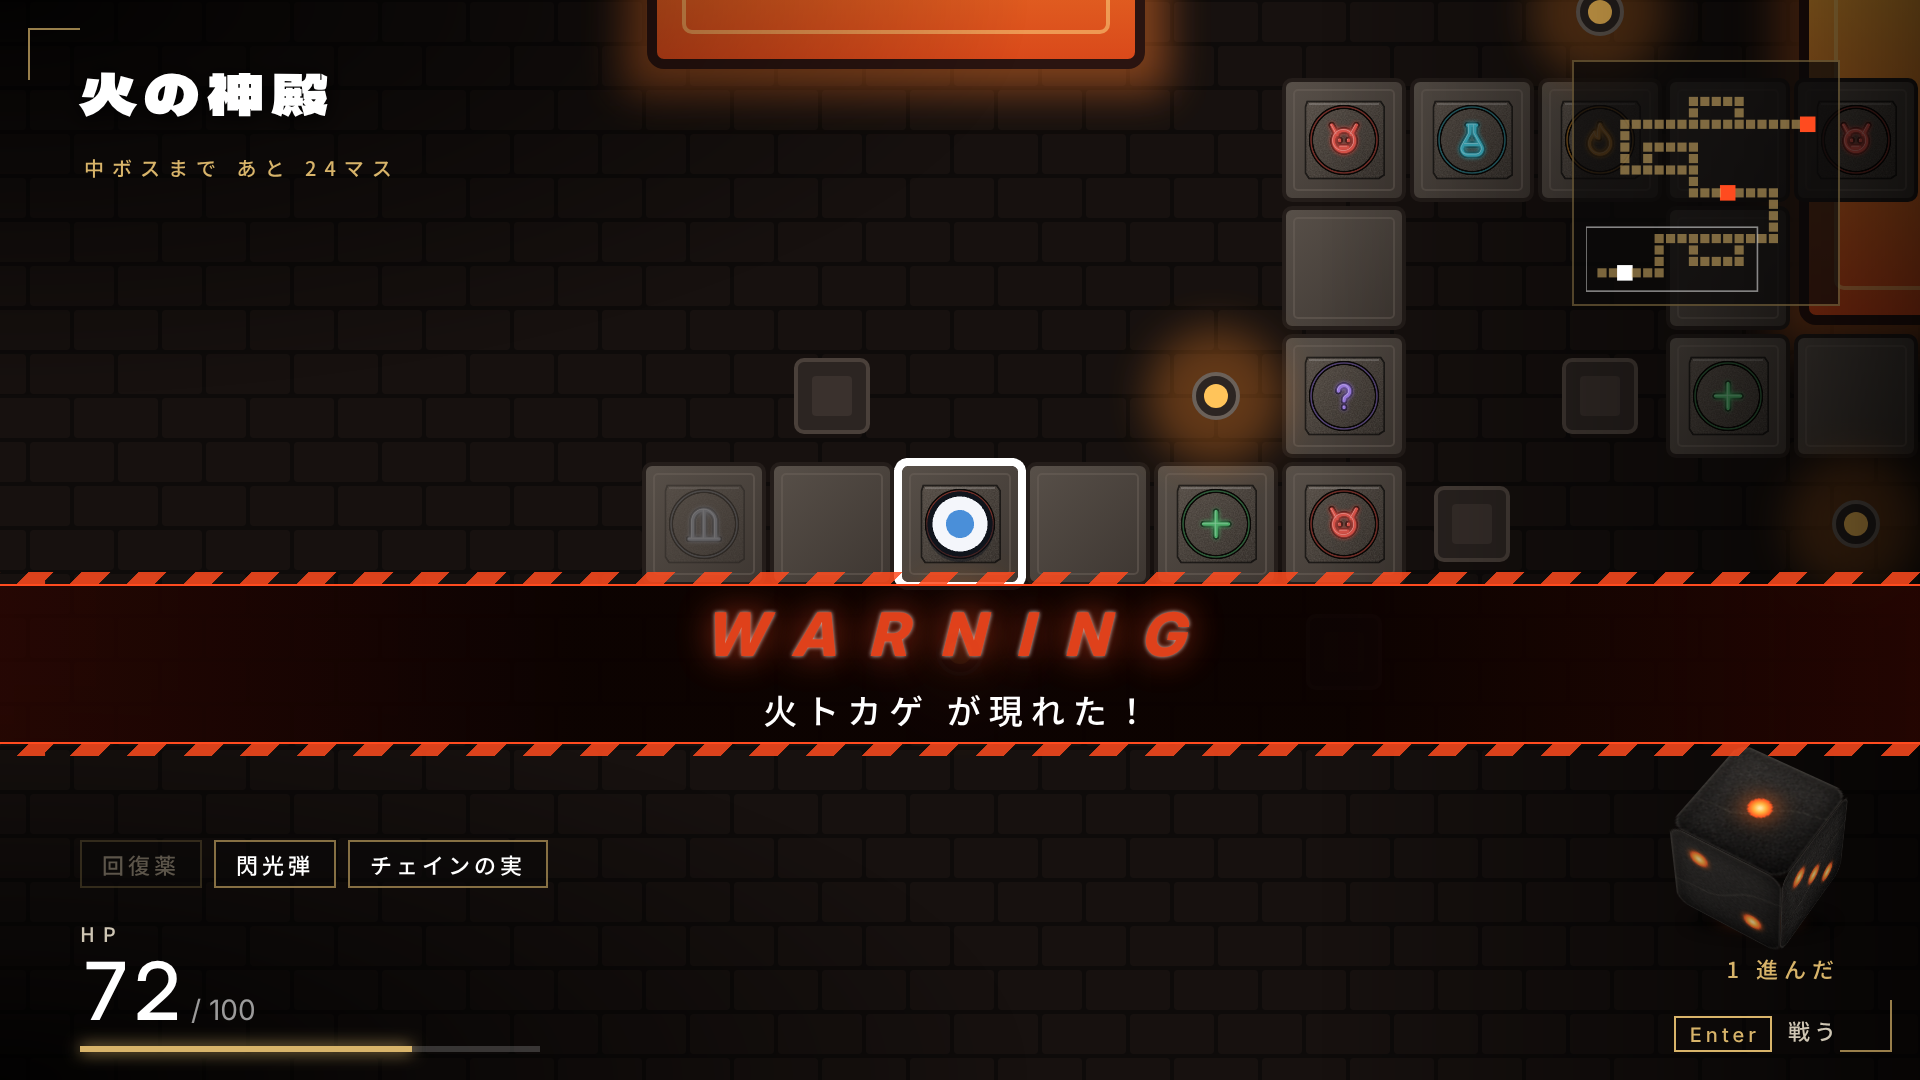 火の神殿
中ボスまで あと 24マス
?
WARNING
火トカゲ が現れた！
回復薬 閃光弾 チェインの実
HP
72 / 100
1 進んだ
Enter 戦う